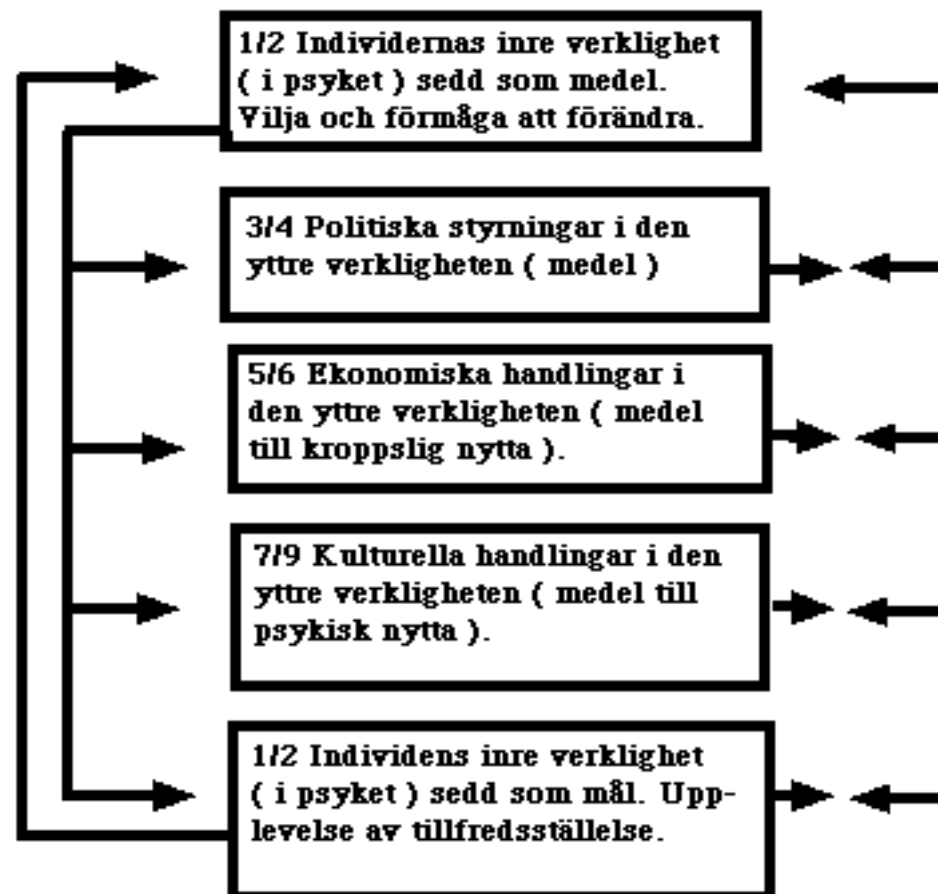 1/2 Individernas inre verklighet
( i psyket ) sedd som medel.
Vilja och förmåga att förändra.
3/4 Politiska styrningar i den
yttre verkligheten ( medel )
5/6 Ekonomiska handlingar i
den yttre verkligheten ( medel
till kroppslig nytta ).
7/9 Kulturella handlingar i den
yttre verkligheten ( medel till
psykisk nytta ).
1/2 Individens inre verklighet
( i psyket ) sedd som mål. Upp-
levelse av tillfredsställelse.